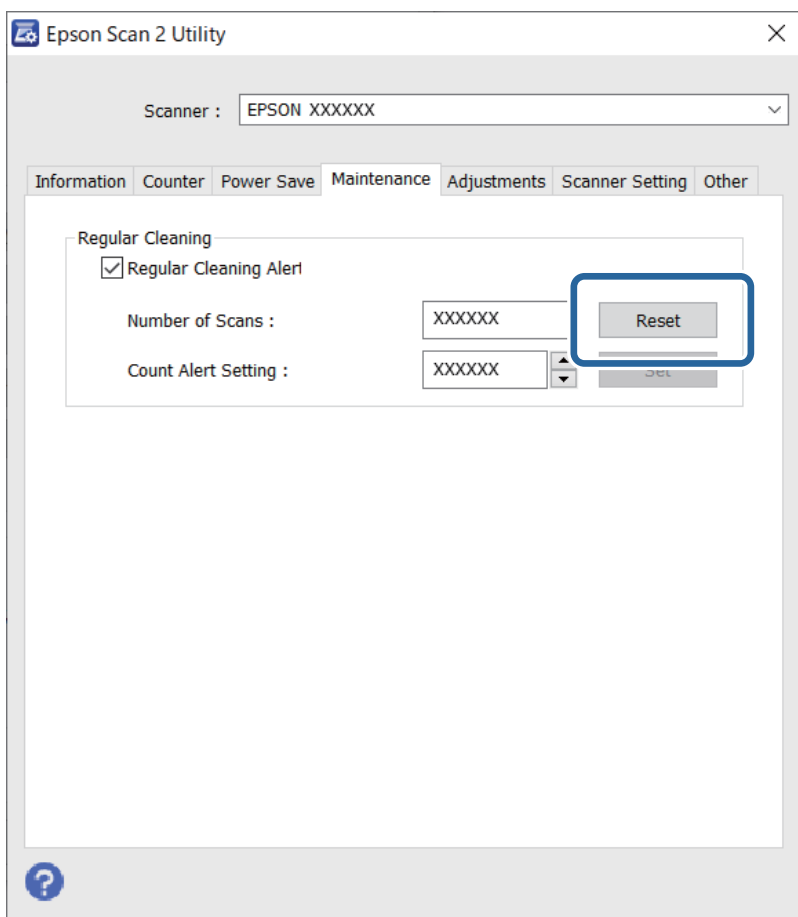 Epson Scan 2 Utility
Scanner : EPSON XXXXXX
Information Counter Power Save Maintenance Adjustments Scanner Setting Other
Regular Cleaning
Regular Cleaning Alert
Number of Scans : XXXXXX Reset
Count Alert Setting : XXXXXX Set
?